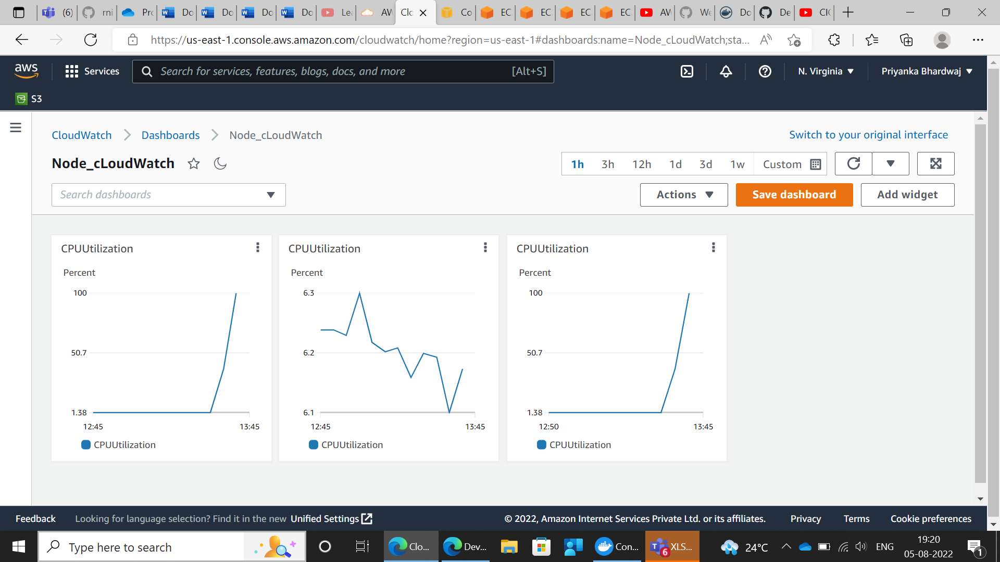 (6) rni Pro Do Do Do Do Lea AW Clo Co EC EC EC EC AW We Do De CIC
https://us-east-1.console.aws.amazon.com/cloudwatch/home?region=us-east-1#dashboards:name=Node_cLoudWatch;sta...
aws Services Search for services, features, blogs, docs, and more [Alt+S] N. Virginia Priyanka Bhardwaj
S3
CloudWatch Dashboards Node_cLoudWatch Switch to your original interface
Node_cLoudWatch 1h 3h 12h 1d 3d 1w Custom
Search dashboards Actions Save dashboard Add widget
CPUUtilization
Percent
100
50.7
1.38
12:45 13:45
CPUUtilization
CPUUtilization
Percent
6.3
6.2
6.1
12:45 13:45
CPUUtilization
CPUUtilization
Percent
100
50.7
1.38
12:50 13:45
CPUUtilization
Feedback Looking for language selection? Find it in the new Unified Settings © 2022, Amazon Internet Services Private Ltd. or its affiliates. Privacy Terms Cookie preferences
Type here to search Clo... Dev... Con... 6 XLS... 24°C ENG 19:20
05-08-2022 1